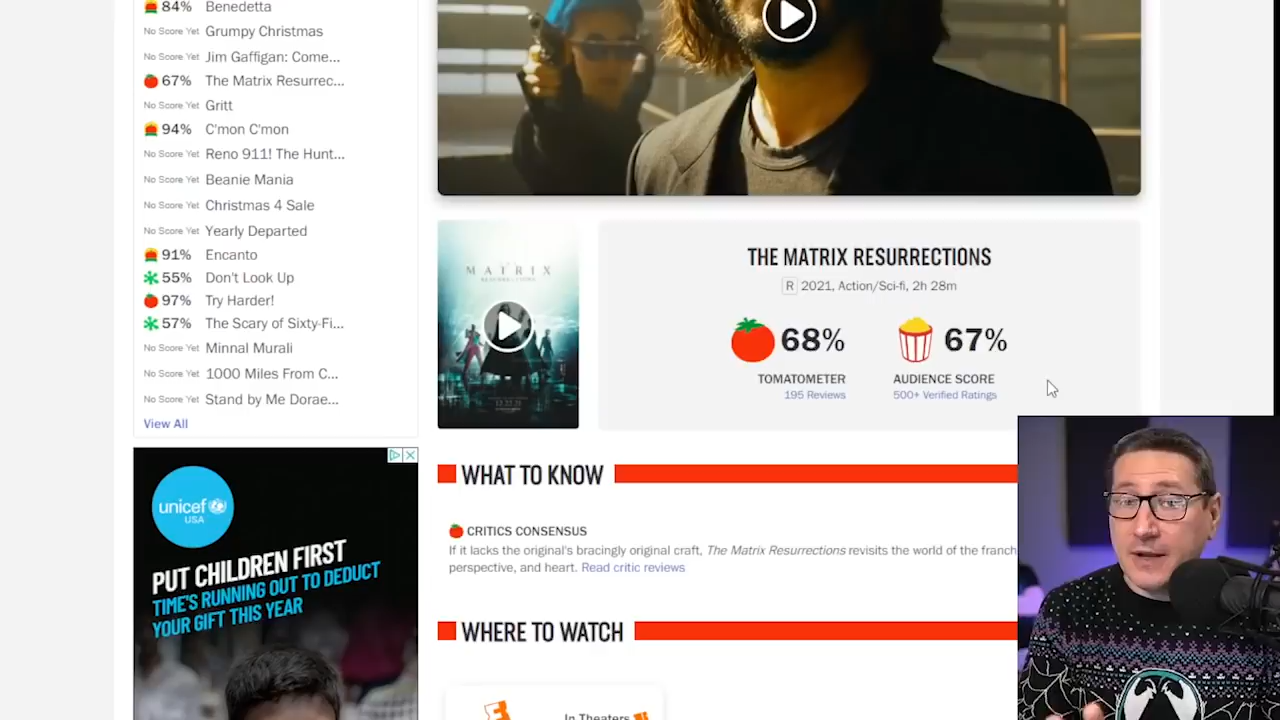 84% Benedetta
No Score Yet Grumpy Christmas
No Score Yet Jim Gaffigan: Come...
67% The Matrix Resurrec...
No Score Yet Gritt
94% C'mon C'mon
No Score Yet Reno 911! The Hunt...
No Score Yet Beanie Mania
No Score Yet Christmas 4 Sale
No Score Yet Yearly Departed
91% Encanto
55% Don't Look Up
97% Try Harder!
57% The Scary of Sixty-Fi...
No Score Yet Minnal Murali
No Score Yet 1000 Miles From C...
No Score Yet Stand by Me Dorae...
View All
unicef
USA
PUT CHILDREN FIRST
TIME'S RUNNING OUT TO DEDUCT
YOUR GIFT THIS YEAR
MATRIX
THE MATRIX RESURRECTIONS
R 2021, Action/Sci-fi, 2h 28m
68% 67%
TOMATOMETER AUDIENCE SCORE
195 Reviews 500+ Verified Ratings
WHAT TO KNOW
CRITICS CONSENSUS
If it lacks the original's bracingly original craft, The Matrix Resurrections revisits the world of the franch
perspective, and heart. Read critic reviews
WHERE TO WATCH
In Theaters